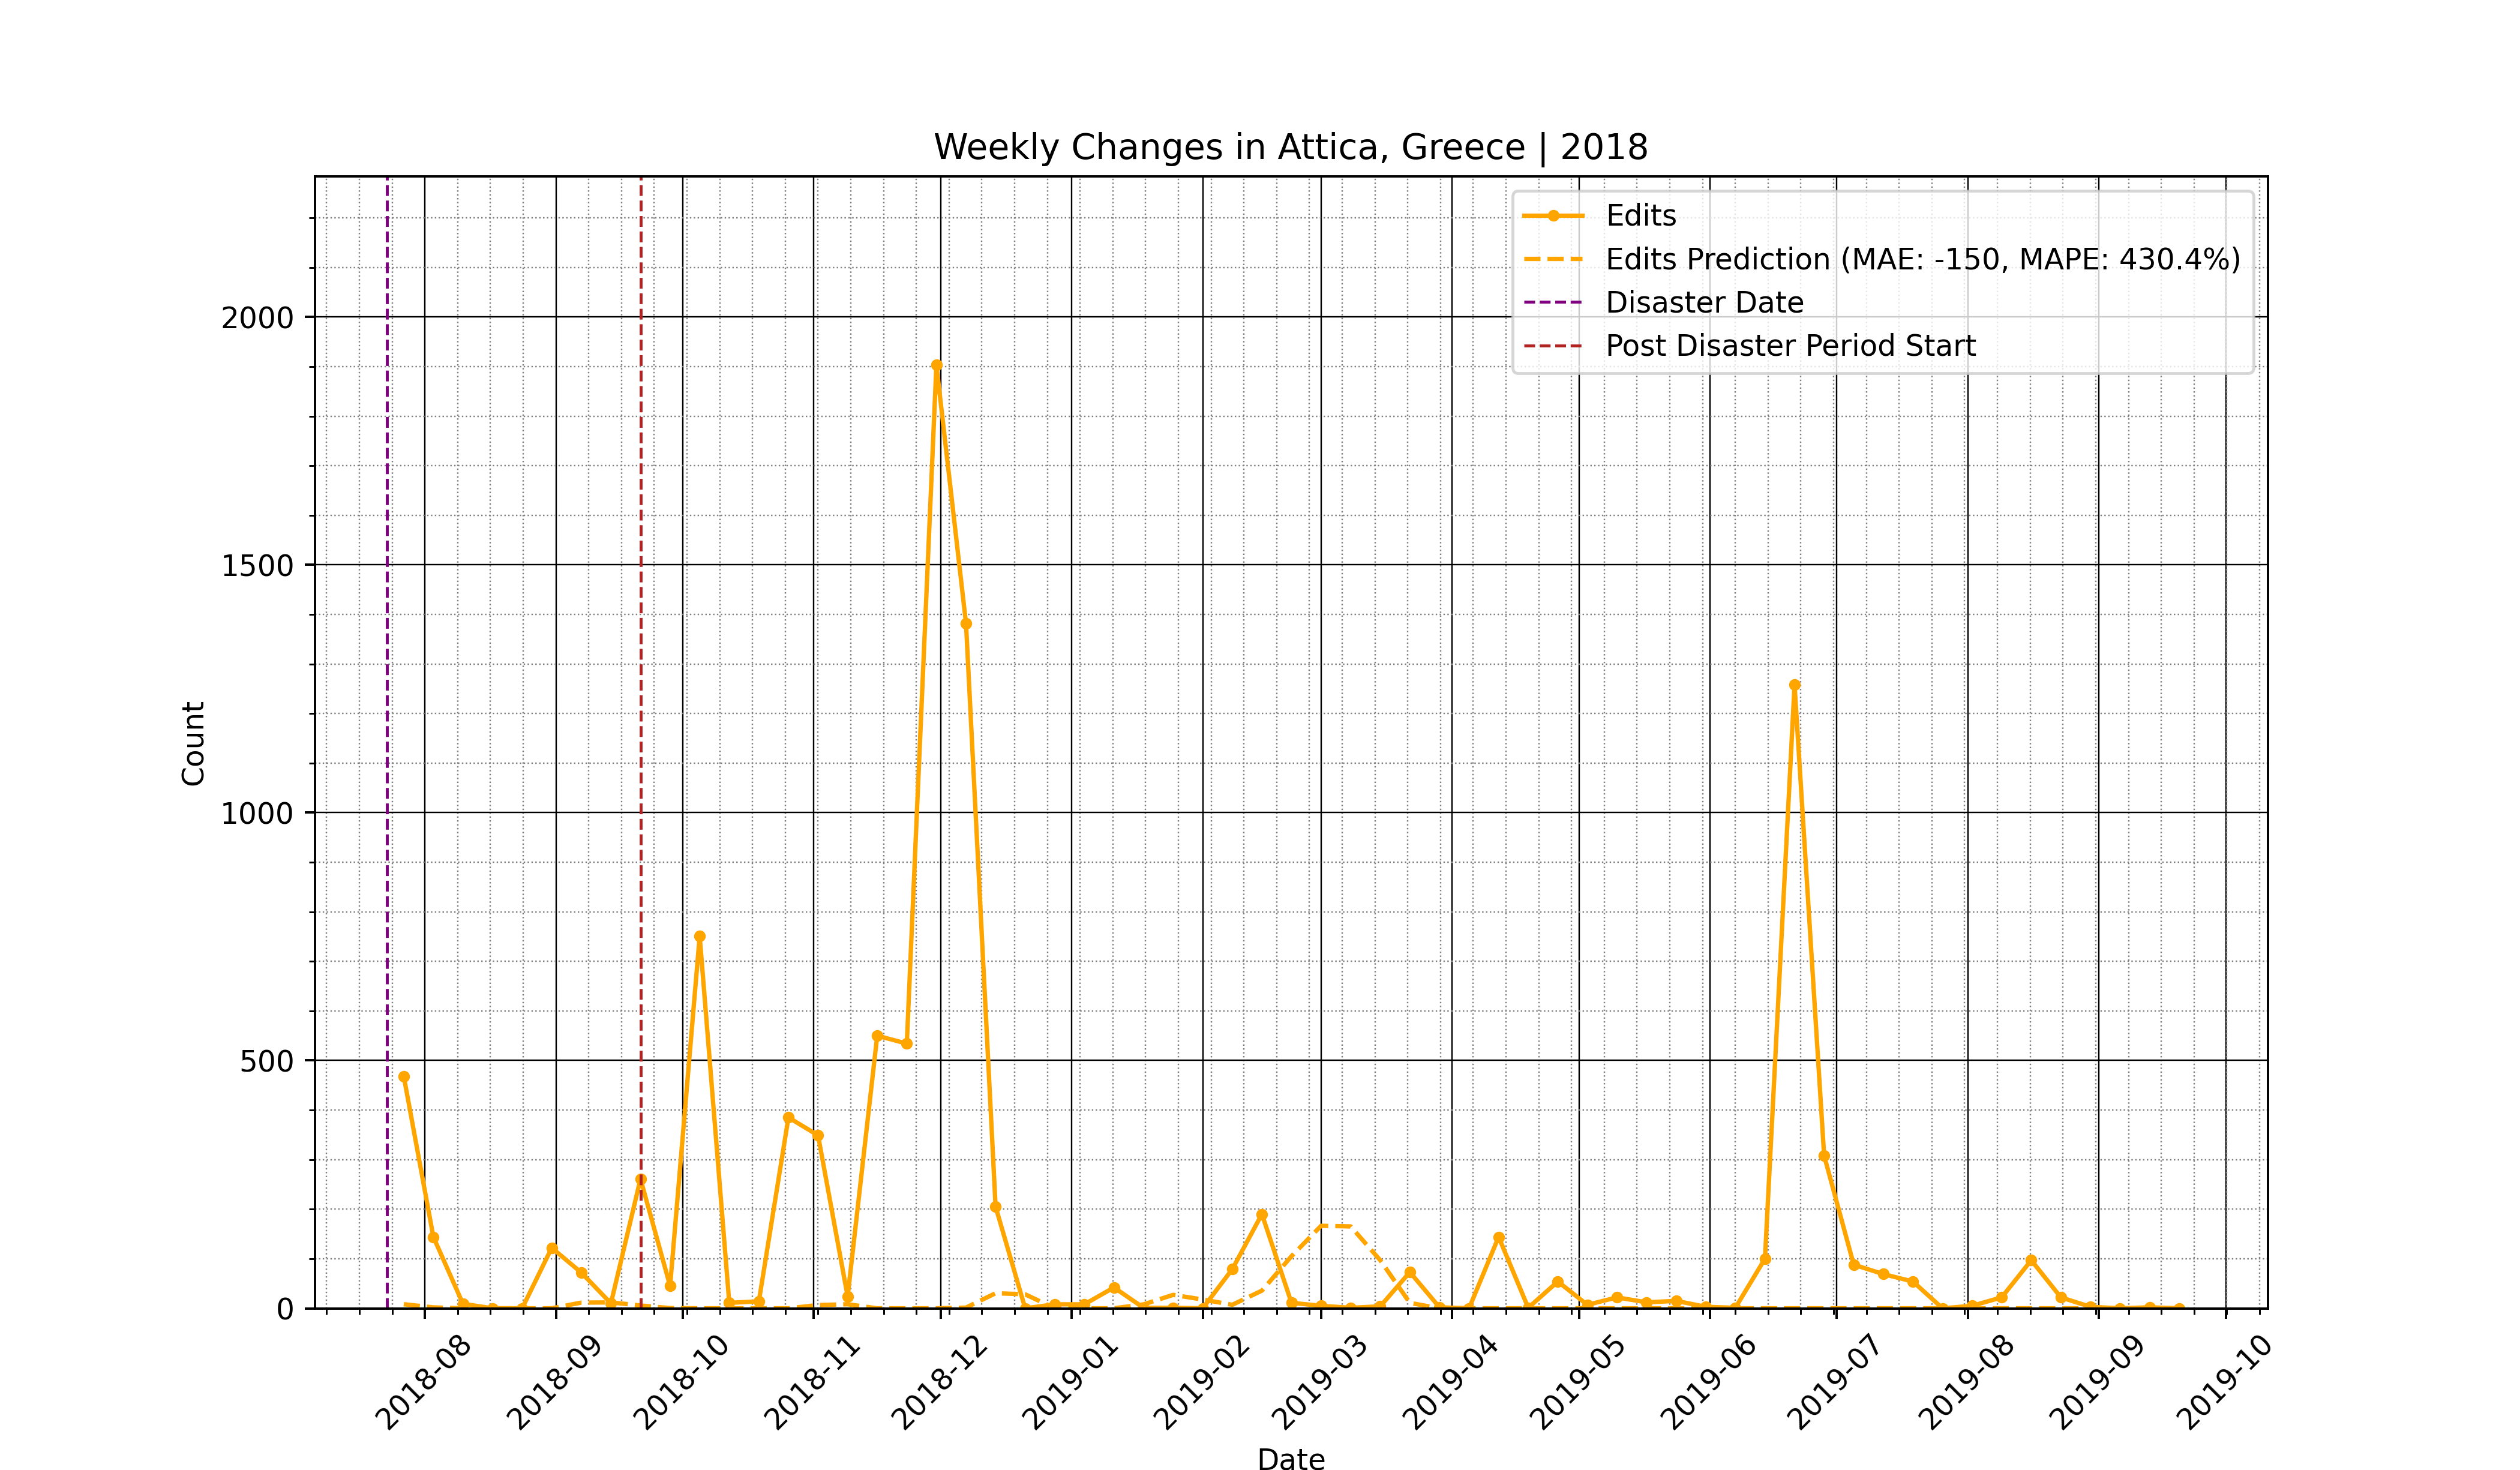 Weekly Changes in Attica, Greece | 2018
Edits
Edits Prediction (MAE: -150, MAPE: 430.4%)
Disaster Date
Post Disaster Period Start
Count
2000
1500
1000
500
0
2018-08
2018-09
2018-10
2018-11
2018-12
2019-01
2019-02
2019-03
2019-04
2019-05
2019-06
2019-07
2019-08
2019-09
2019-10
Date